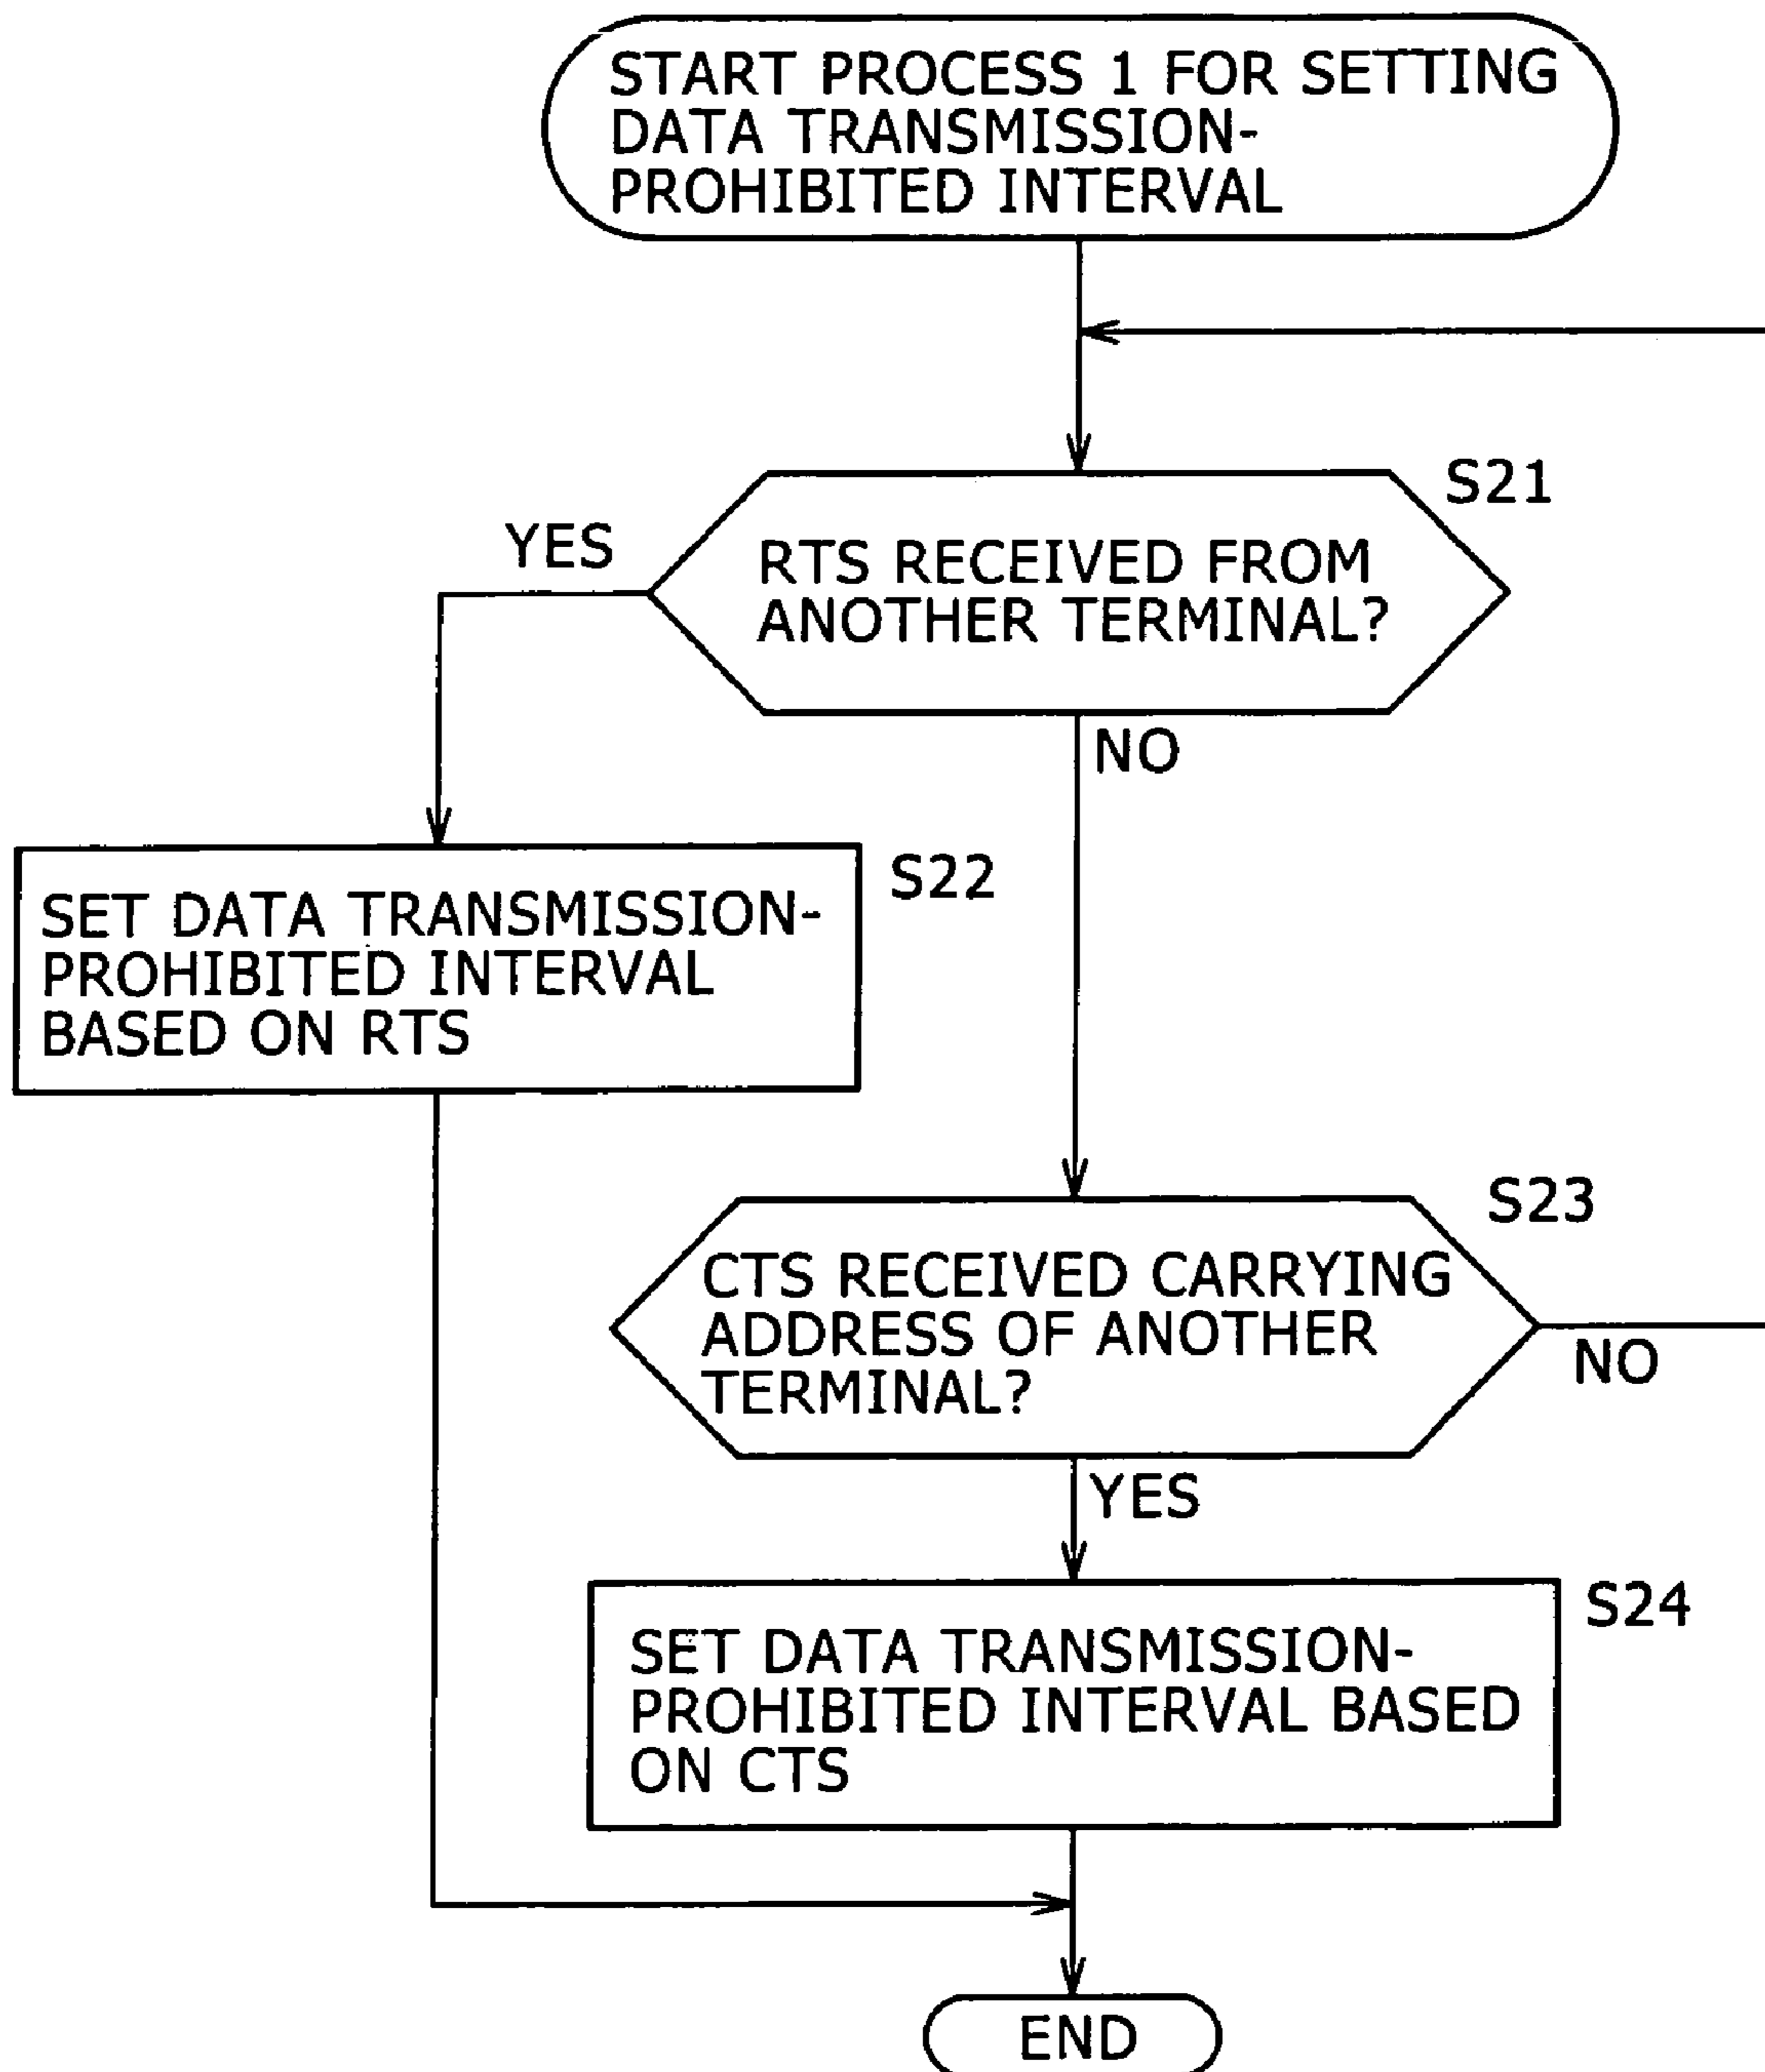 START PROCESS 1 FOR SETTING
DATA TRANSMISSION-
PROHIBITED INTERVAL
S21
YES
RTS RECEIVED FROM
ANOTHER TERMINAL?
NO
S22
SET DATA TRANSMISSION-
PROHIBITED INTERVAL
BASED ON RTS
S23
CTS RECEIVED CARRYING
ADDRESS OF ANOTHER
TERMINAL?
NO
YES
S24
SET DATA TRANSMISSION-
PROHIBITED INTERVAL BASED
ON CTS
END